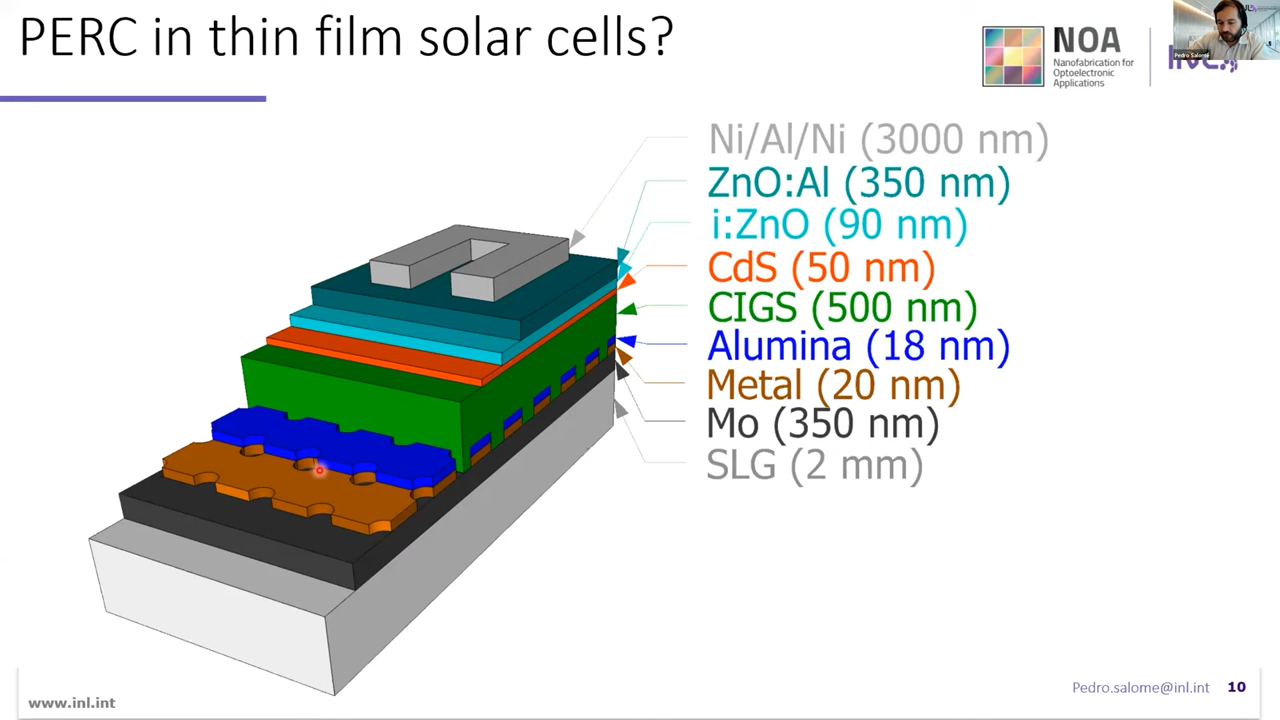 PERC in thin film solar cells?
NOA
Nanofabrication for
Optoelectronic
Applications
Pedro Salomé
Ni/Al/Ni (3000 nm)
ZnO:Al (350 nm)
i:ZnO (90 nm)
CdS (50 nm)
CIGS (500 nm)
Alumina (18 nm)
Metal (20 nm)
Mo (350 nm)
SLG (2 mm)
www.inl.int
Pedro.salome@inl.int 10